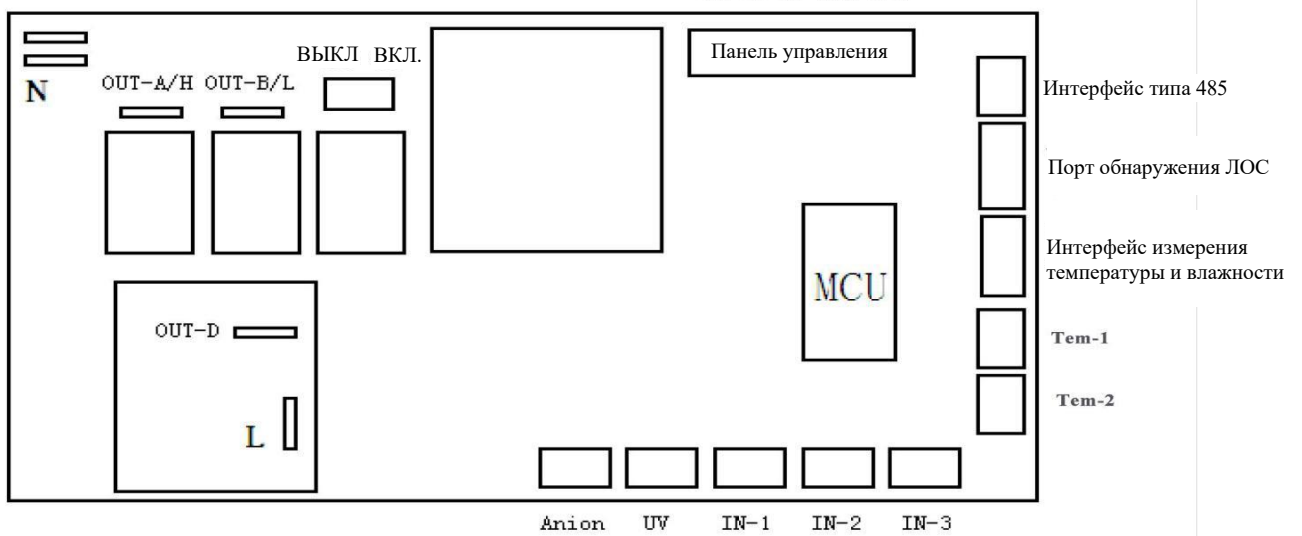 ВЫКЛ ВКЛ.
Панель управления
N
OUT-A/H OUT-B/L
Интерфейс типа 485
Порт обнаружения ЛОС
Интерфейс измерения
температуры и влажности
MCU
OUT-D
Tem-1
Tem-2
L
Anion UV IN-1 IN-2 IN-3